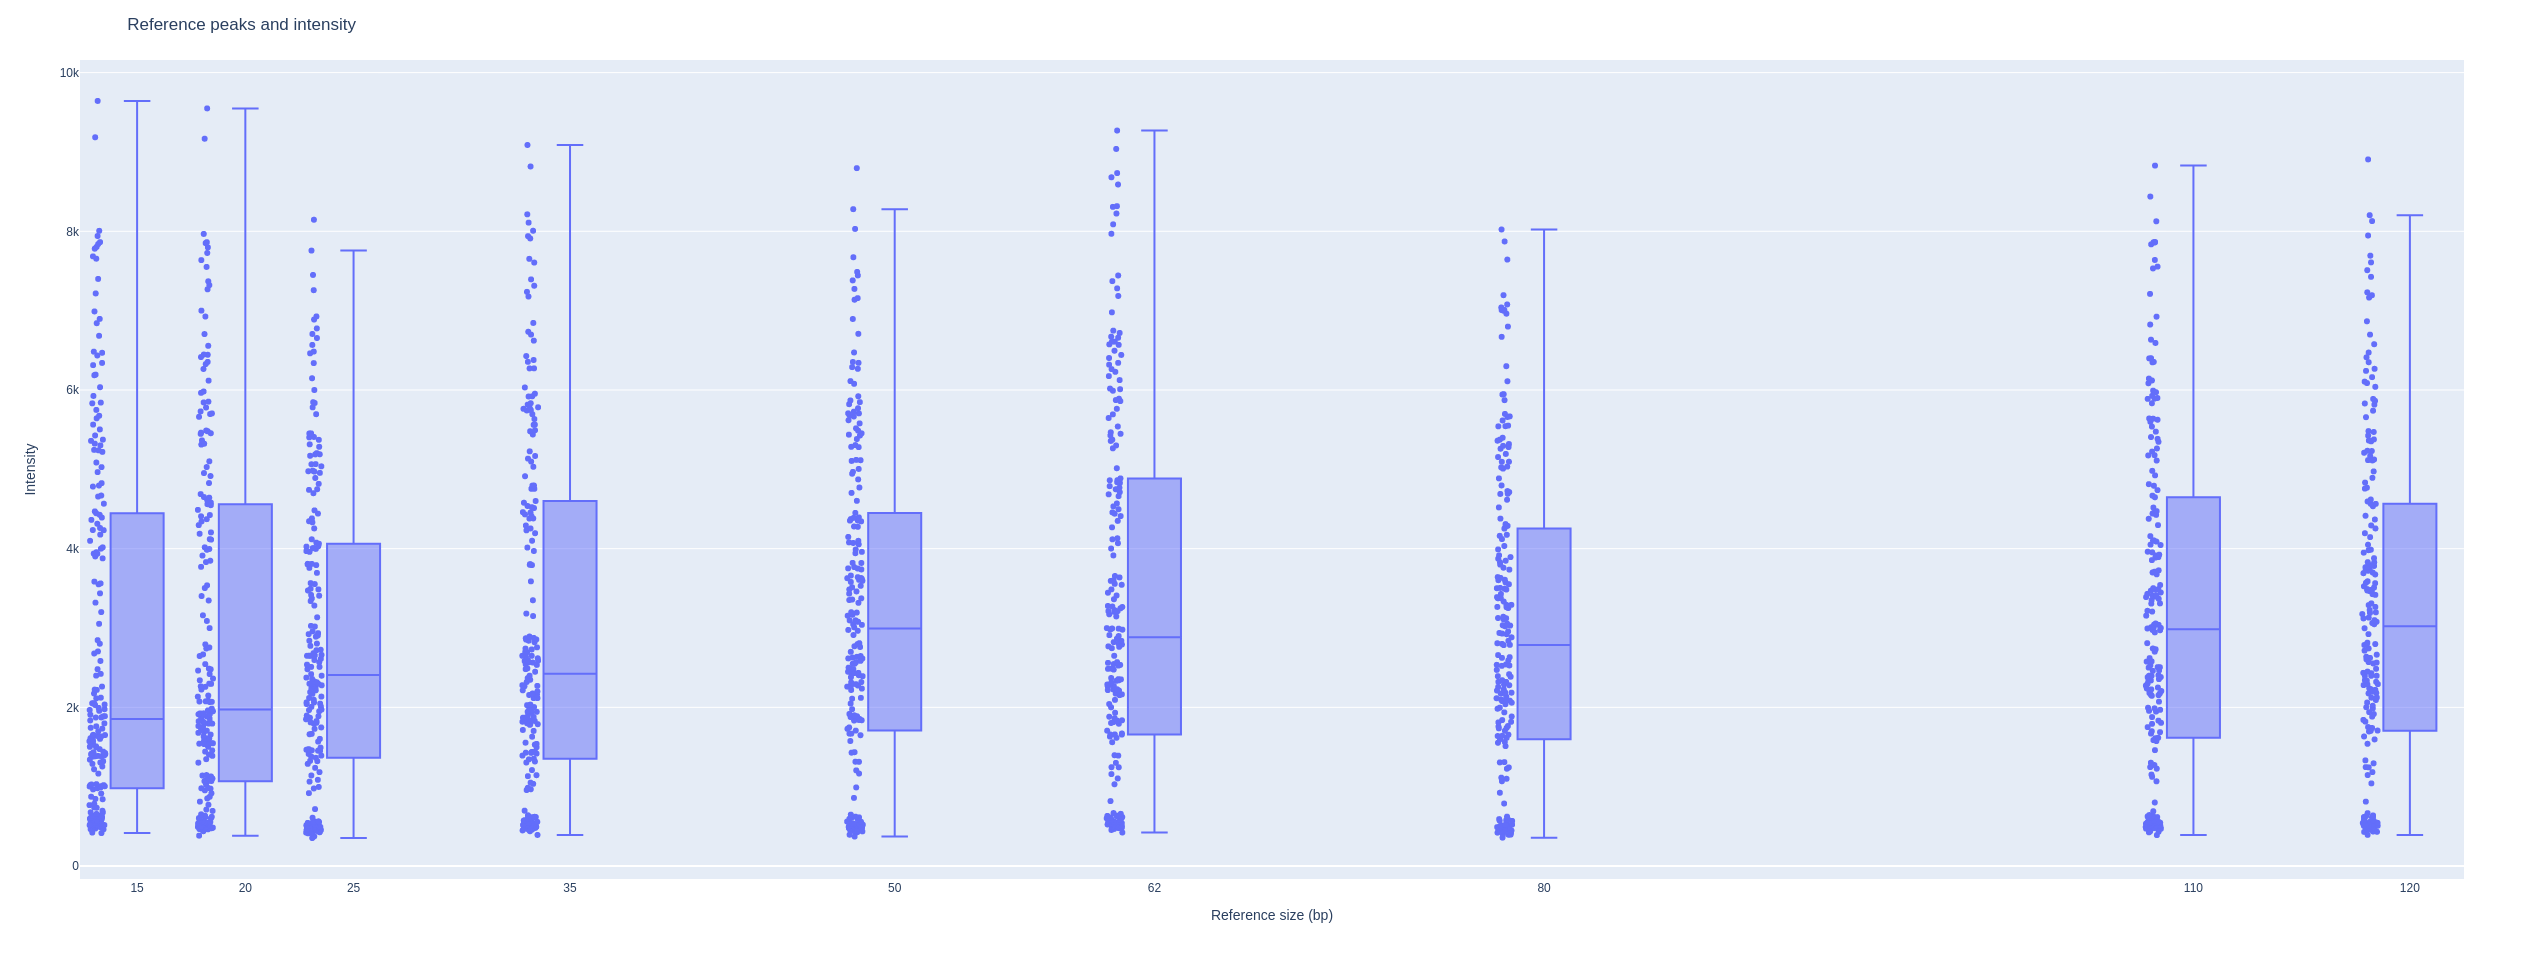 Reference peaks and intensity
10k
8k
6k
4k
2k
0
Intensity
15 20 25 35 50 62 80 110 120
Reference size (bp)